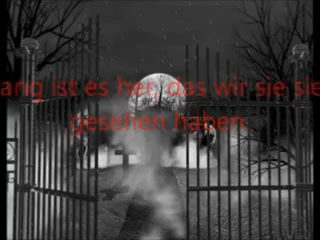 ang ist es her, das wir sie sie
gesehen haben.